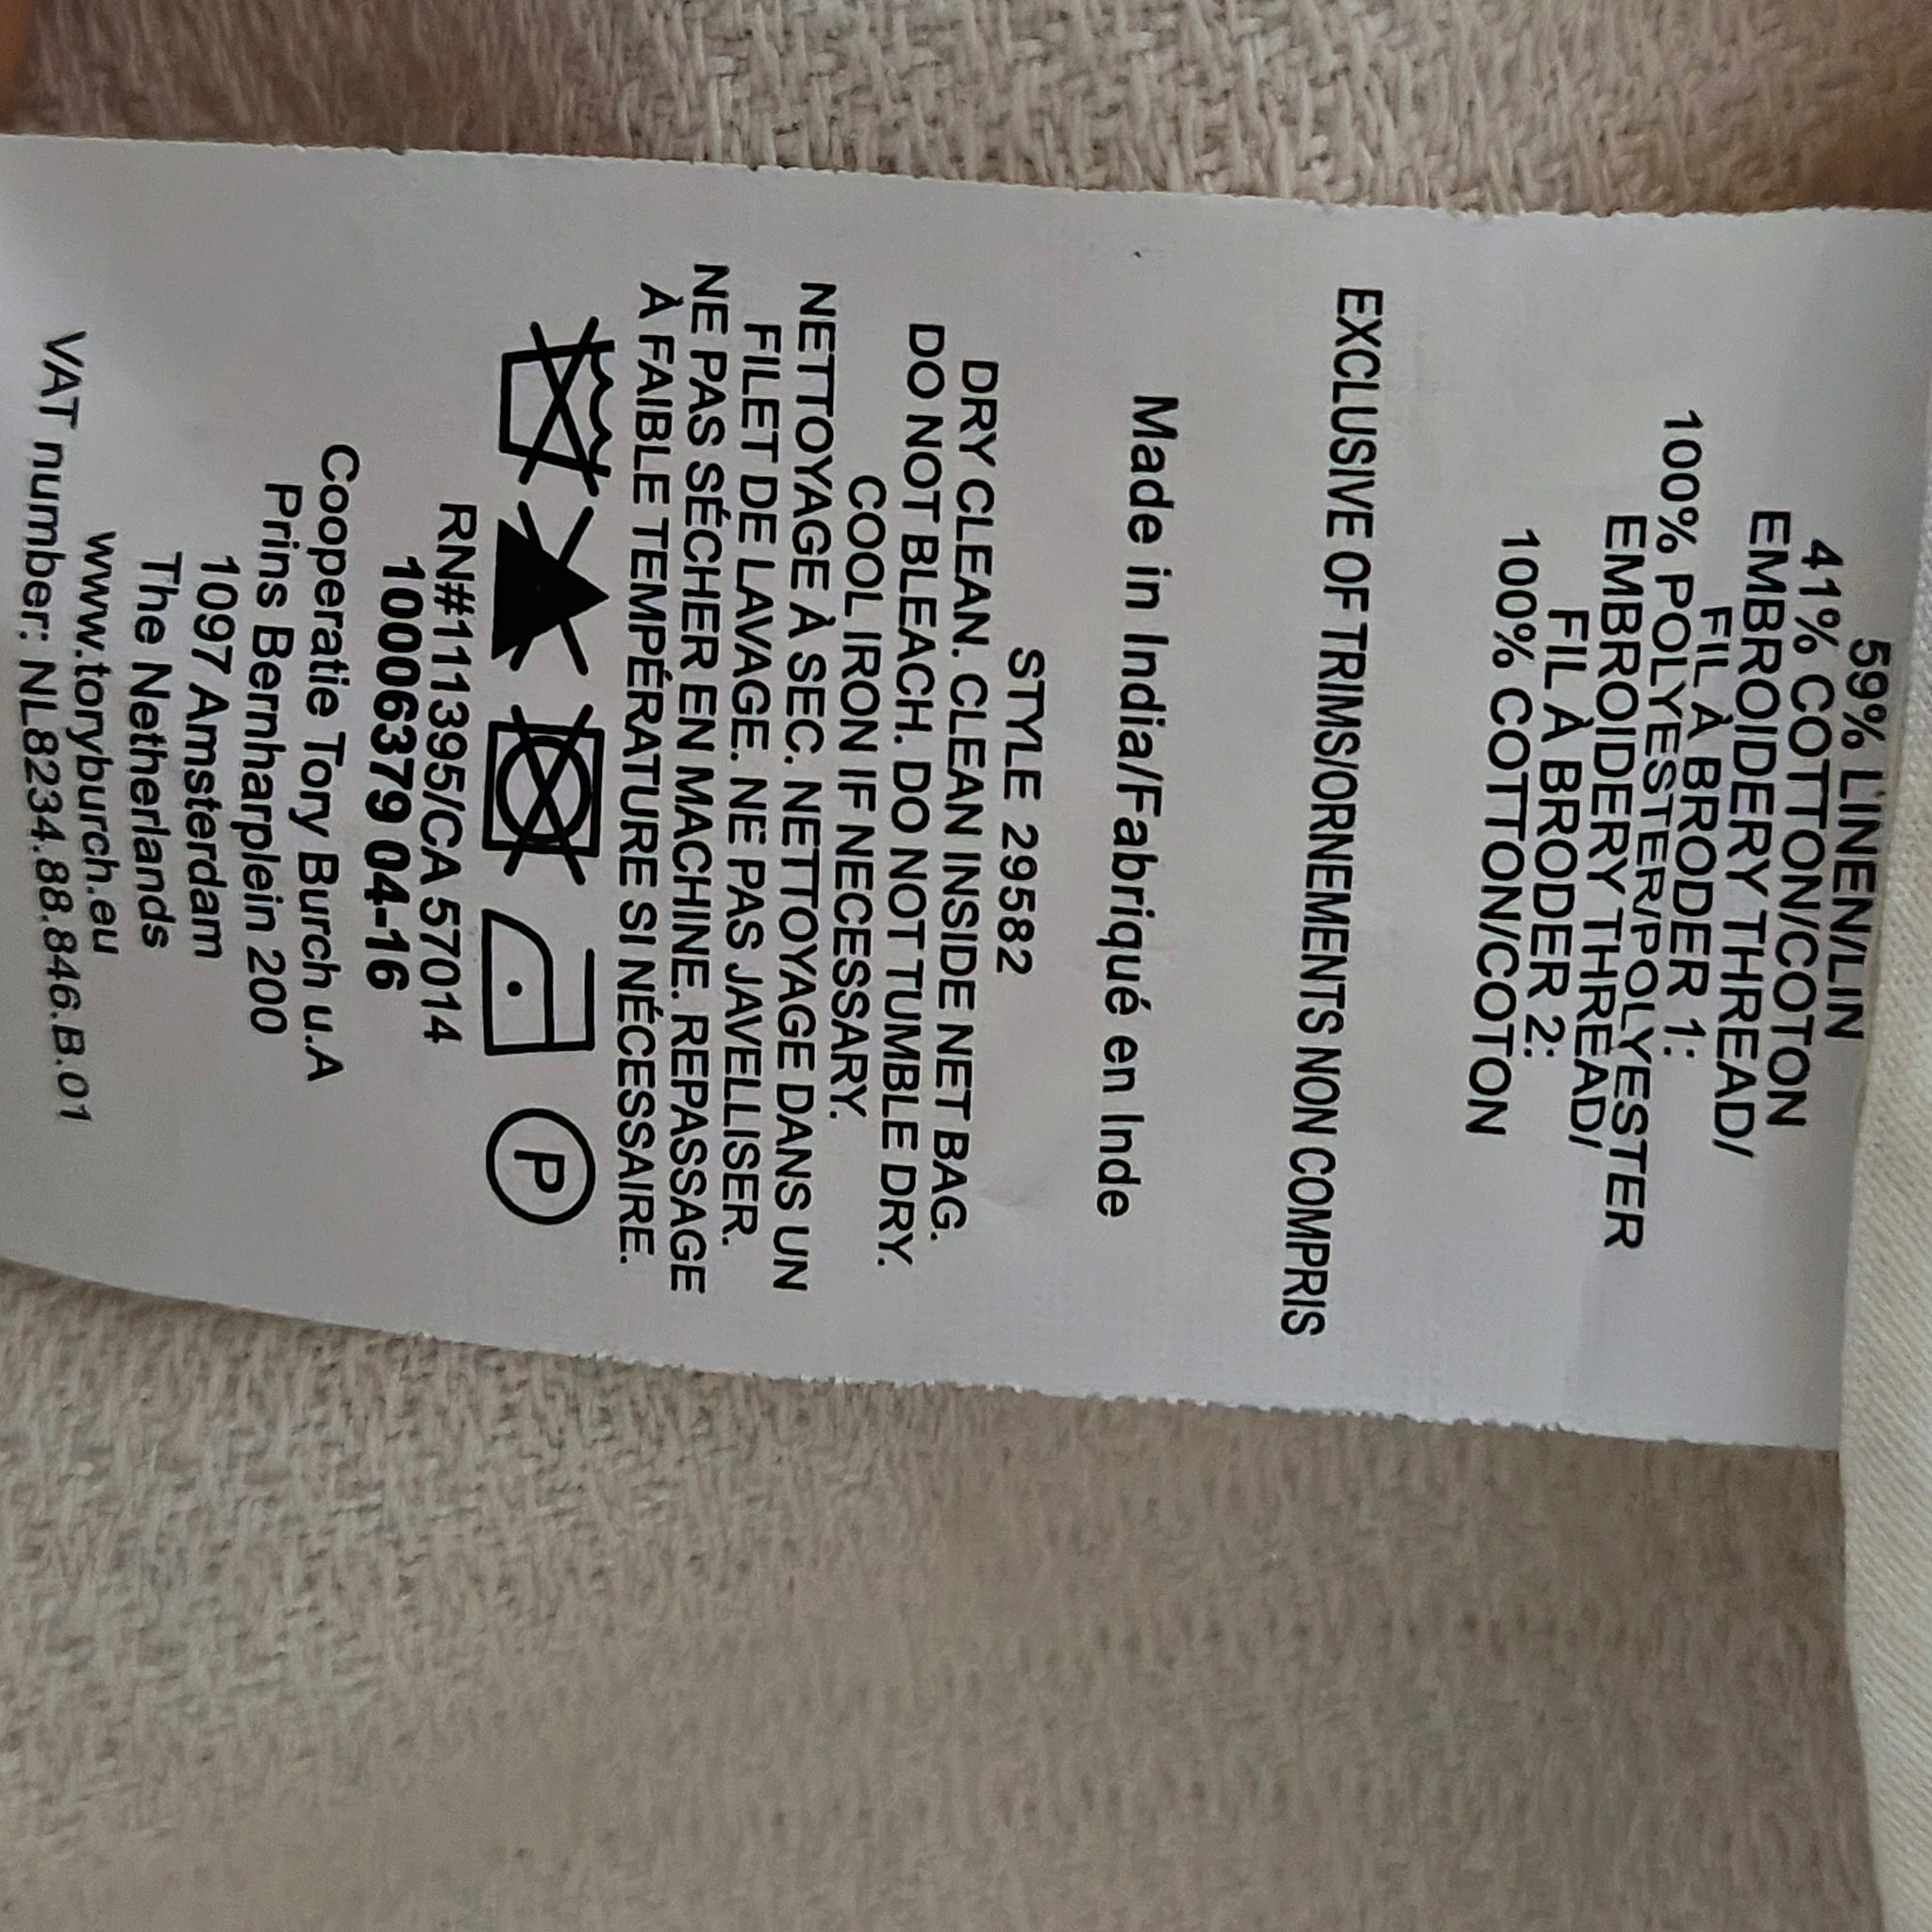 59% LINEN/LIN
41% COTTON/COTON
EMBROIDERY THREAD/
FIL À BRODER 1:
100% POLYESTER/POLYESTER
EMBROIDERY THREAD/
FIL À BRODER 2:
100% COTTON/COTON
EXCLUSIVE OF TRIMS/ORNEMENTS NON COMPRIS
Made in India/Fabriqué en Inde
STYLE 29582
DRY CLEAN. CLEAN INSIDE NET BAG.
DO NOT BLEACH. DO NOT TUMBLE DRY.
COOL IRON IF NECESSARY.
NETTOYAGE À SEC. NETTOYAGE DANS UN
FILET DE LAVAGE. NE PAS JAVELLISER.
NE PAS SÉCHER EN MACHINE. REPASSAGE
À FAIBLE TEMPÉRATURE SI NÉCESSAIRE.
P
RN#111395/CA 57014
10006379 04-16
Cooperatie Tory Burch u.A
Prins Bernharplein 200
1097 Amsterdam
The Netherlands
www.toryburch.eu
VAT number: NL8234.88.846.B.01